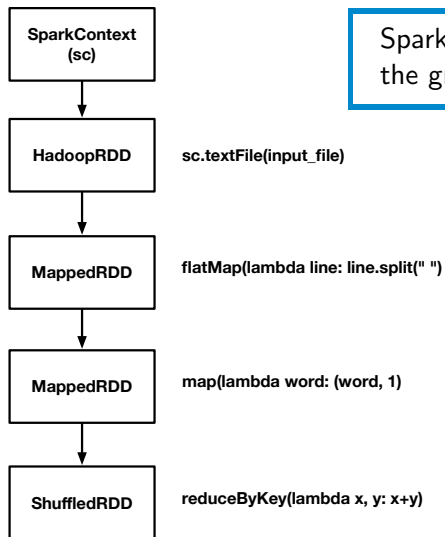 SparkContext
(sc)
Spark
the g
HadoopRDD
sc.textFile(input_file)
MappedRDD
flatMap(lambda line: line.split(" ")
MappedRDD
map(lambda word: (word, 1)
ShuffledRDD
reduceByKey(lambda x, y: x+y)